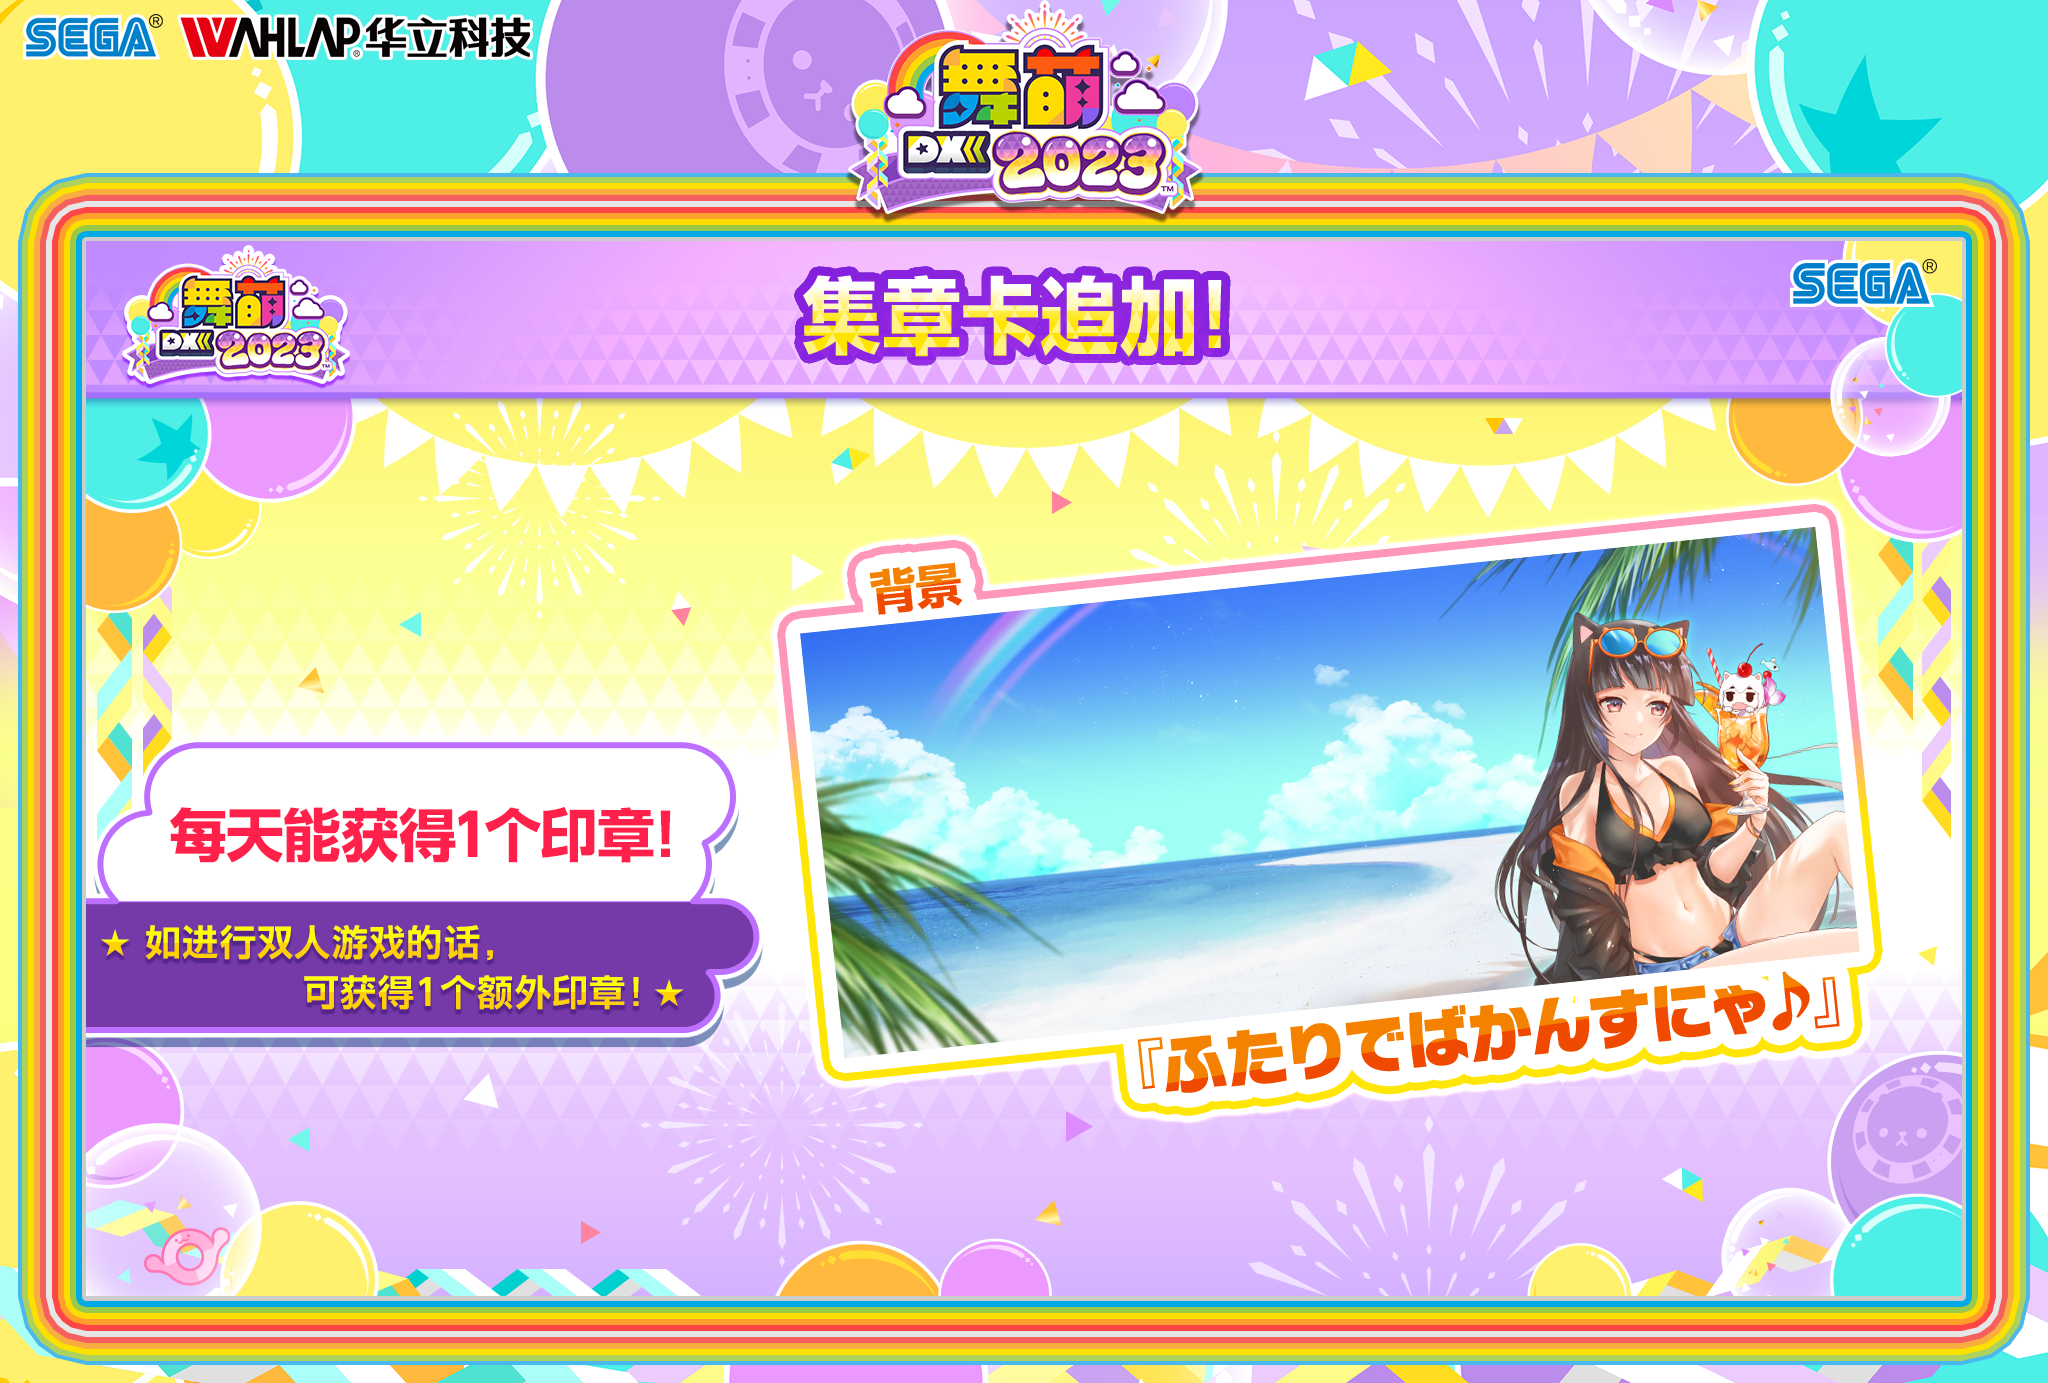 SEGA®
WAHLAP®华立科技
舞萌
DX 2023™
舞萌
DX 2023™
集章卡追加!
SEGA®
背景
每天能获得1个印章!
★ 如进行双人游戏的话,
可获得1个额外印章! ★
『ふたりでばかんすにゃ♪』